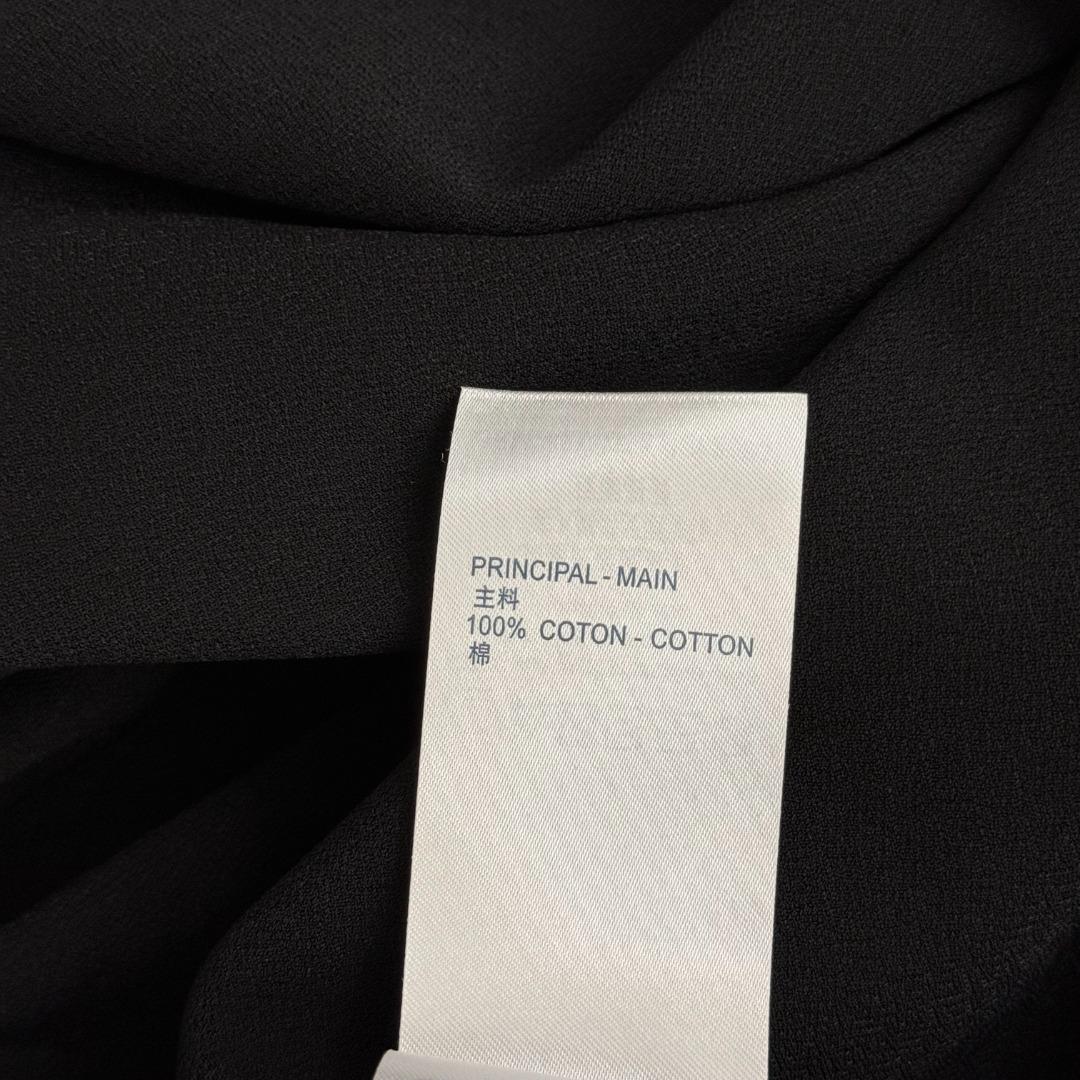 PRINCIPAL - MAIN
主料
100% COTON - COTTON
棉